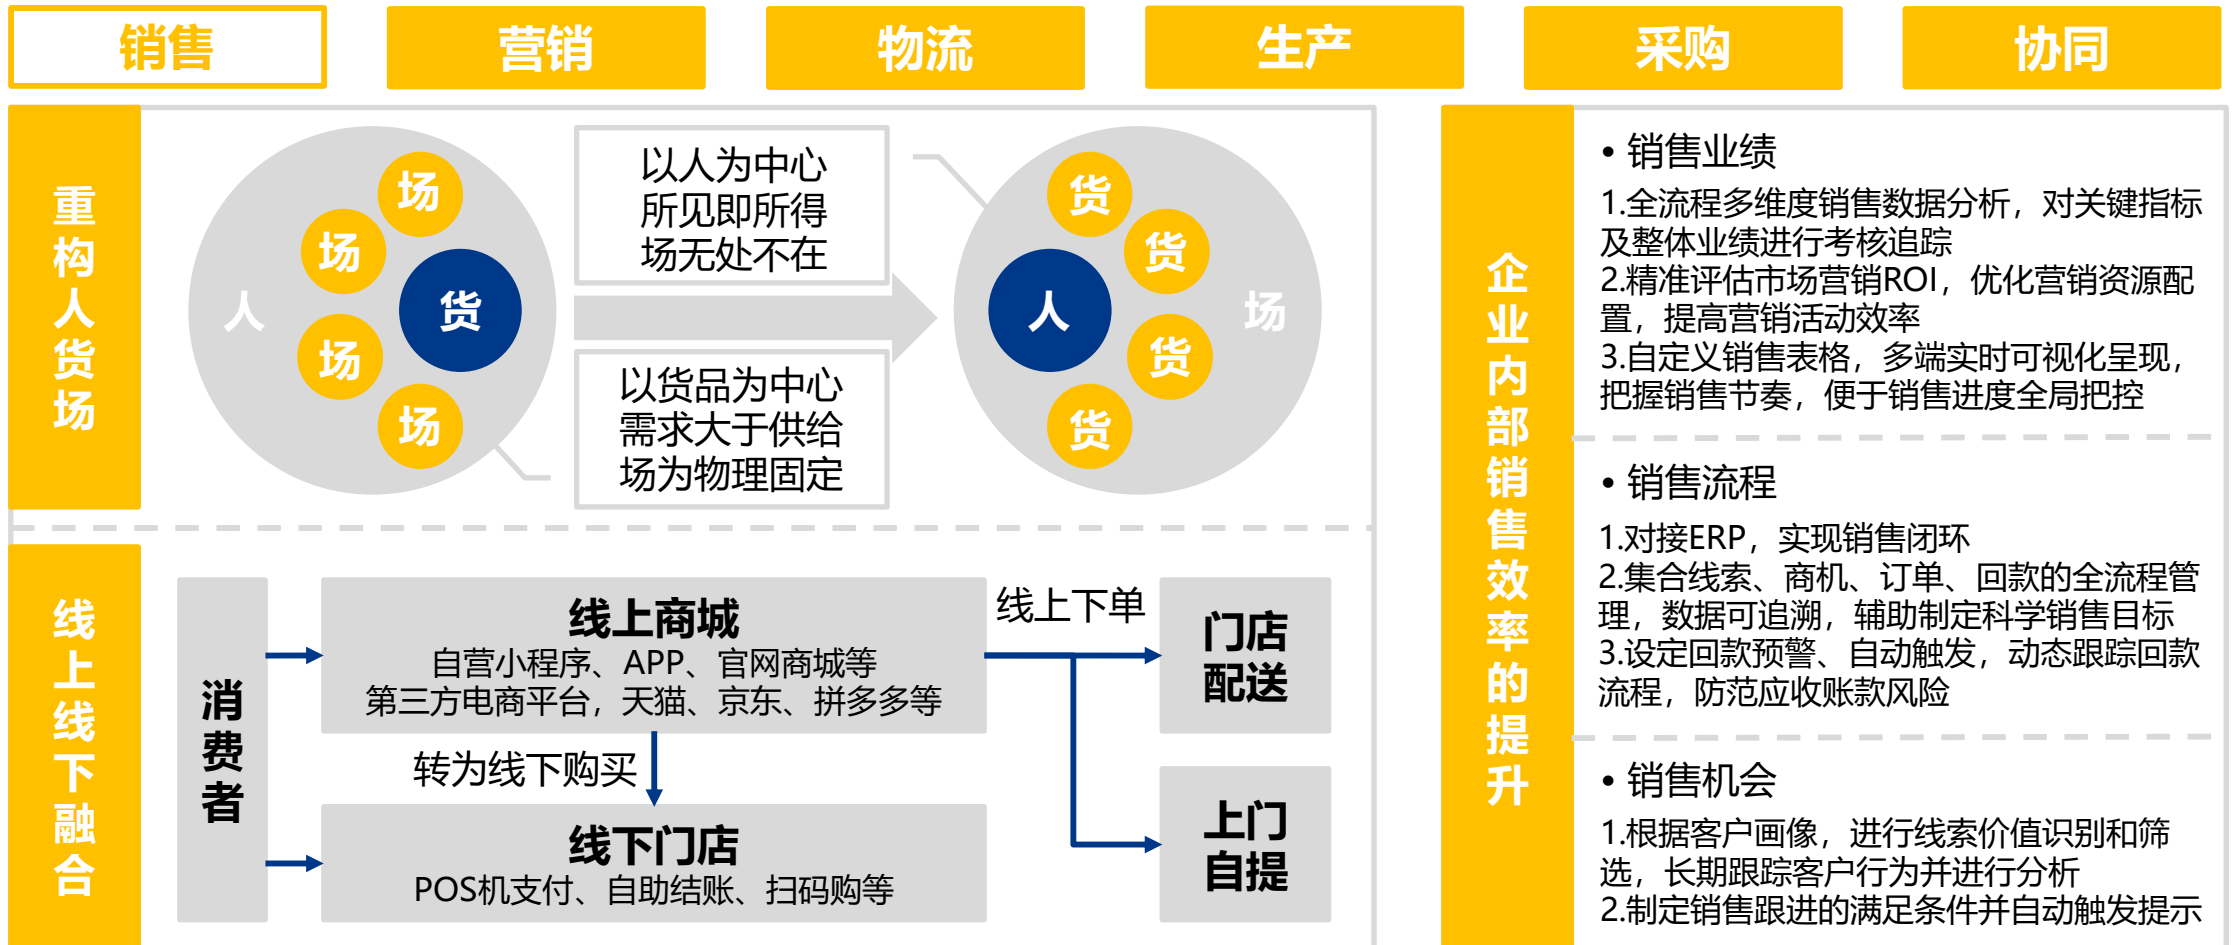 销售
营销
物流
生产
采购
协同
重构人货场
人
场
场
场
场
货
以人为中心
所见即所得
场无处不在
以货品为中心
需求大于供给
场为物理固定
人
货
货
货
货
场
线上线下融合
消费者
线上商城
自营小程序、APP、官网商城等
第三方电商平台，天猫、京东、拼多多等
转为线下购买
线下门店
POS机支付、自助结账、扫码购等
线上下单
门店
配送
上门
自提
企业内部销售效率的提升
• 销售业绩
1.全流程多维度销售数据分析，对关键指标
及整体业绩进行考核追踪
2.精准评估市场营销ROI，优化营销资源配
置，提高营销活动效率
3.自定义销售表格，多端实时可视化呈现，
把握销售节奏，便于销售进度全局把控
• 销售流程
1.对接ERP，实现销售闭环
2.集合线索、商机、订单、回款的全流程管
理，数据可追溯，辅助制定科学销售目标
3.设定回款预警、自动触发，动态跟踪回款
流程，防范应收账款风险
• 销售机会
1.根据客户画像，进行线索价值识别和筛
选，长期跟踪客户行为并进行分析
2.制定销售跟进的满足条件并自动触发提示